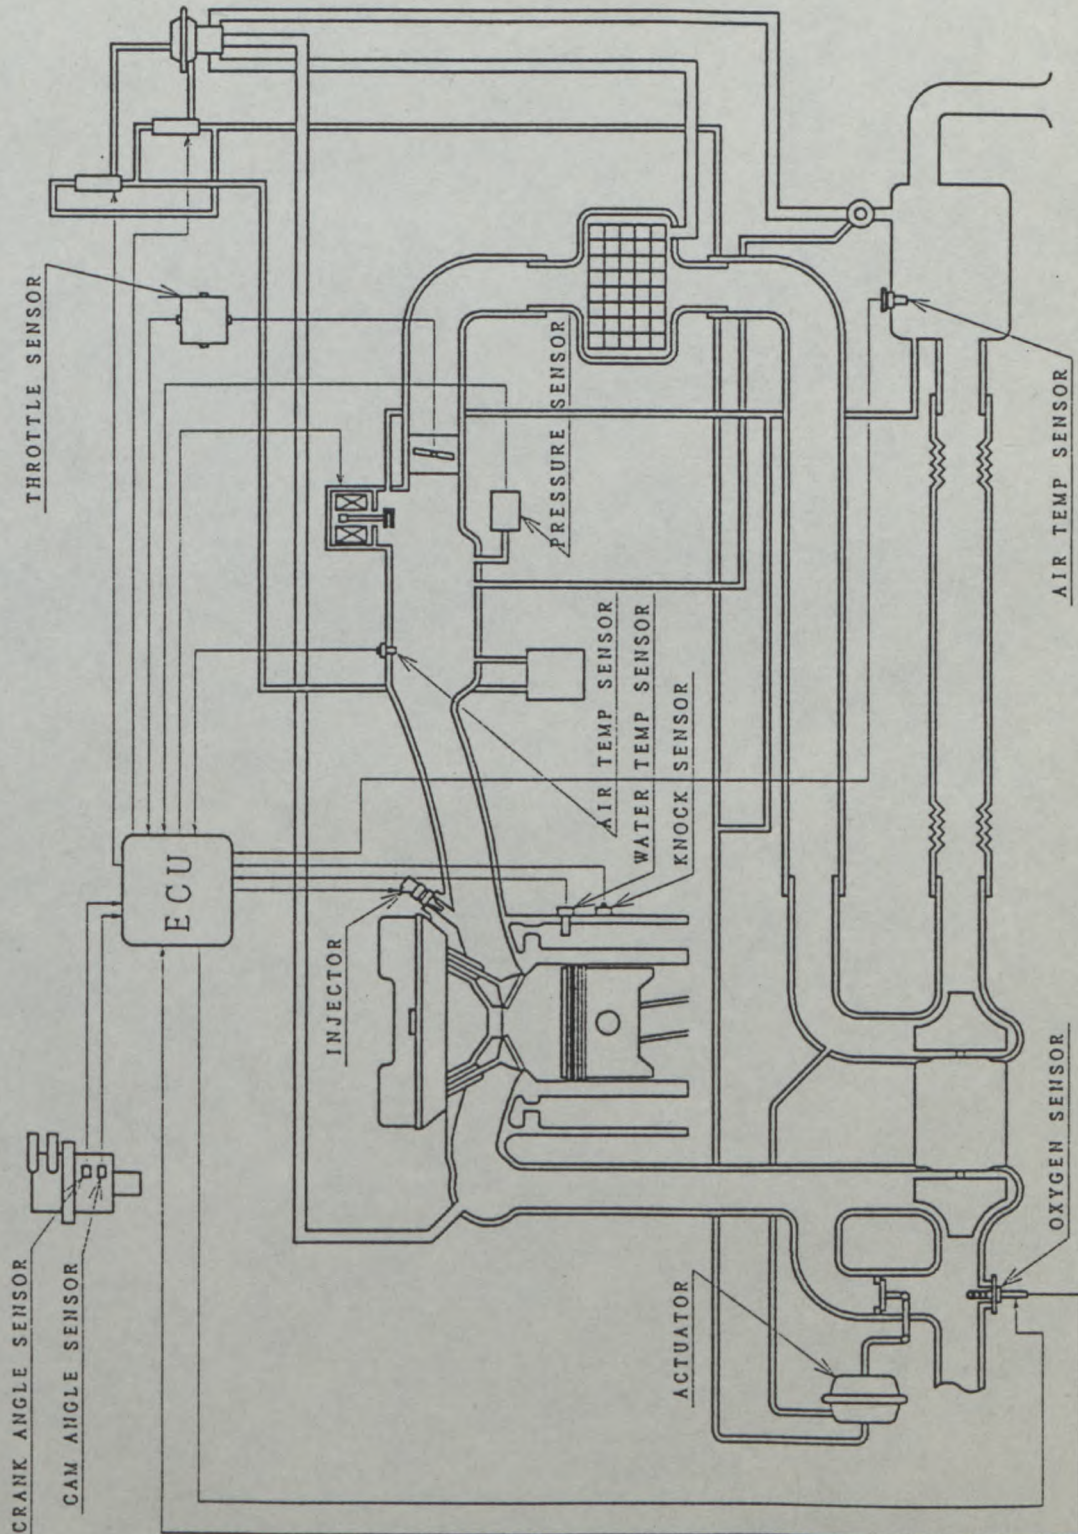 CRANK ANGLE SENSOR
CAM ANGLE SENSOR
THROTTLE SENSOR
ECU
INJECTOR
PRESSURE SENSOR
AIR TEMP SENSOR
WATER TEMP SENSOR
KNOCK SENSOR
ACTUATOR
OXYGEN SENSOR
AIR TEMP SENSOR